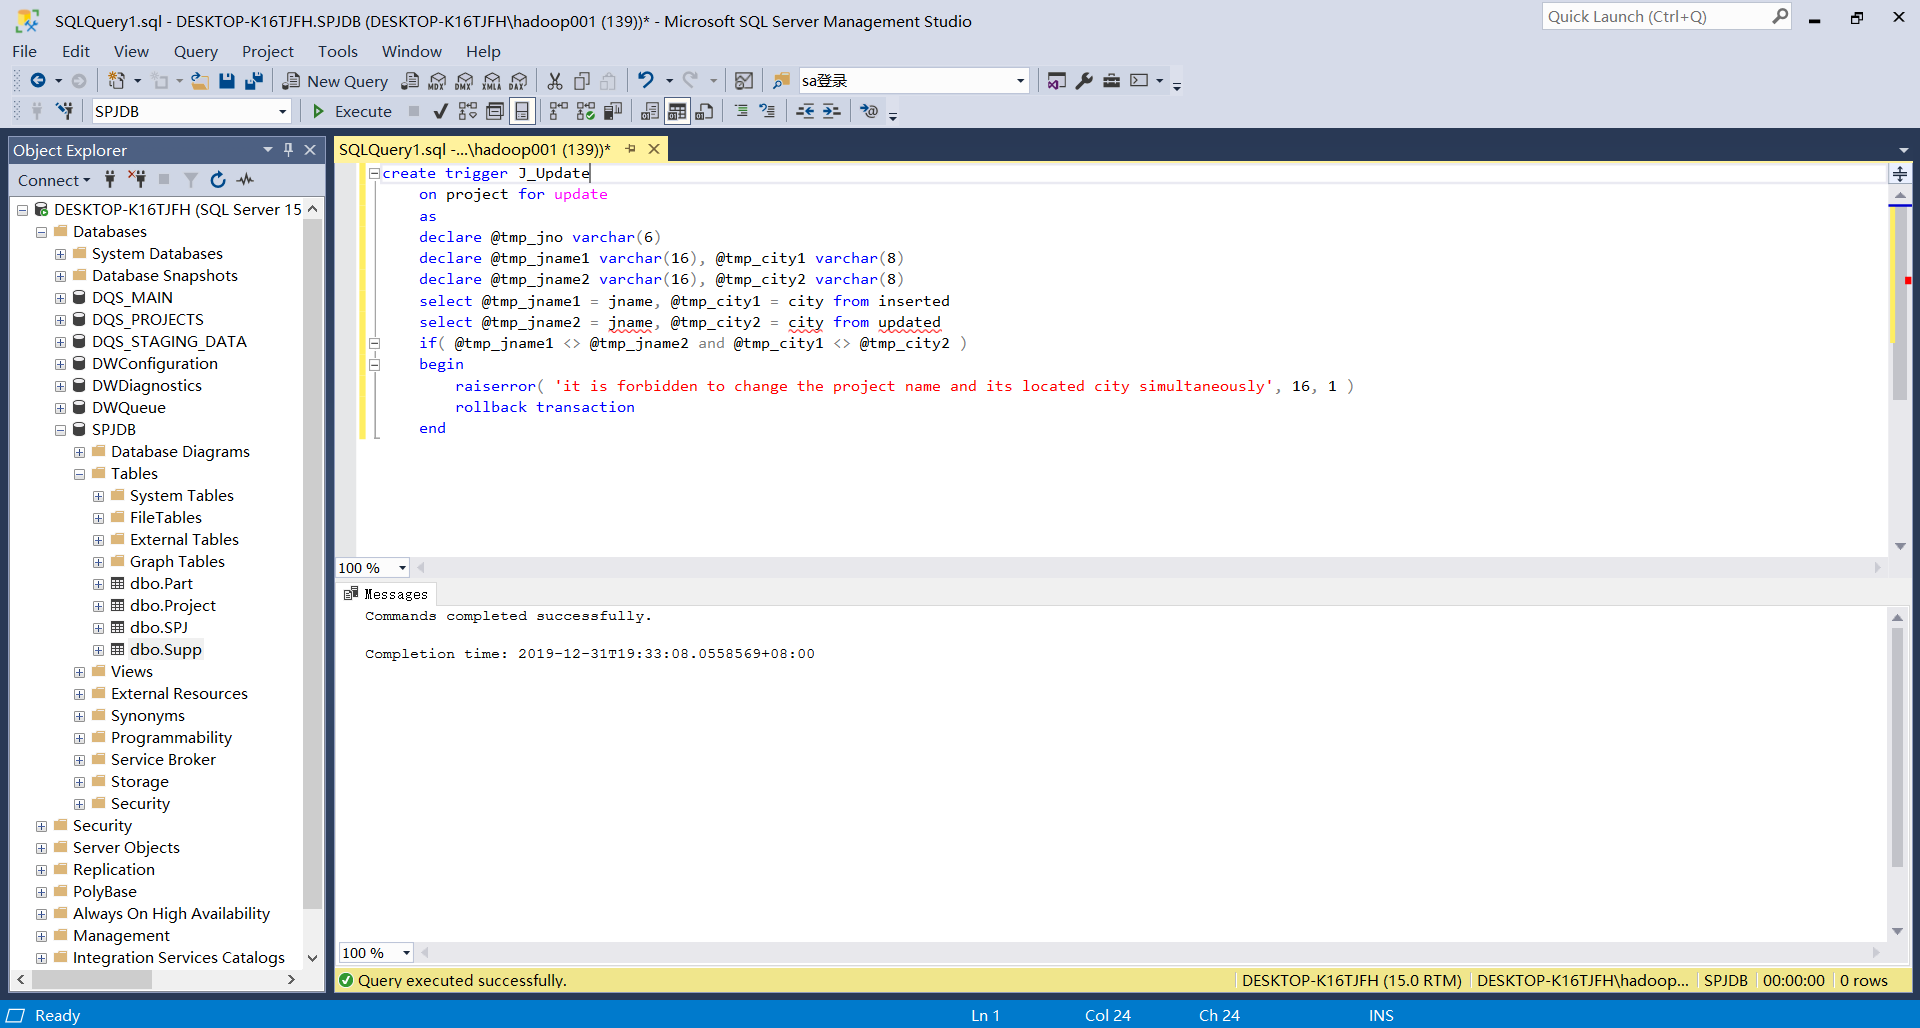 SQLQuery1.sql - DESKTOP-K16TJFH.SPJDB (DESKTOP-K16TJFH\hadoop001 (139))* - Microsoft SQL Server Management Studio
Quick Launch (Ctrl+Q)
File Edit View Query Project Tools Window Help
New Query MDX DMX XMLA DAX sa登录
SPJDB Execute
Object Explorer
Connect
DESKTOP-K16TJFH (SQL Server 15
Databases
System Databases
Database Snapshots
DQS_MAIN
DQS_PROJECTS
DQS_STAGING_DATA
DWConfiguration
DWDiagnostics
DWQueue
SPJDB
Database Diagrams
Tables
System Tables
FileTables
External Tables
Graph Tables
dbo.Part
dbo.Project
dbo.SPJ
dbo.Supp
Views
External Resources
Synonyms
Programmability
Service Broker
Storage
Security
Security
Server Objects
Replication
PolyBase
Always On High Availability
Management
Integration Services Catalogs
SQLQuery1.sql -...\hadoop001 (139))*
create trigger J_Update
on project for update
as
declare @tmp_jno varchar(6)
declare @tmp_jname1 varchar(16), @tmp_city1 varchar(8)
declare @tmp_jname2 varchar(16), @tmp_city2 varchar(8)
select @tmp_jname1 = jname, @tmp_city1 = city from inserted
select @tmp_jname2 = jname, @tmp_city2 = city from updated
if( @tmp_jname1 <> @tmp_jname2 and @tmp_city1 <> @tmp_city2 )
begin
raiserror( 'it is forbidden to change the project name and its located city simultaneously', 16, 1 )
rollback transaction
end
100 %
Messages
Commands completed successfully.
Completion time: 2019-12-31T19:33:08.0558569+08:00
100 %
Query executed successfully. DESKTOP-K16TJFH (15.0 RTM) DESKTOP-K16TJFH\hadoop... SPJDB 00:00:00 0 rows
Ready Ln 1 Col 24 Ch 24 INS